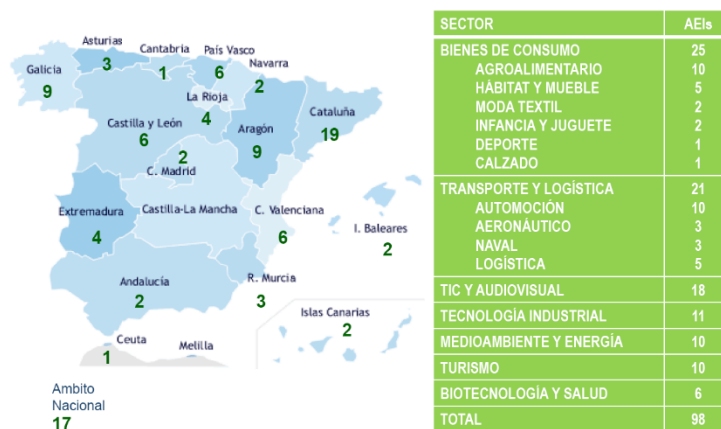 Asturias
3
Cantabria
1
País Vasco
6
Navarra
2
Galicia
9
La Rioja
4
Cataluña
19
Castilla y León
6
Aragón
9
2
C. Madrid
Extremadura
4
Castilla-La Mancha
C. Valenciana
6
I. Baleares
2
Andalucía
2
R. Murcia
3
Islas Canarias
2
Ceuta
1
Melilla
Ambito
Nacional
17
SECTOR AEIs
BIENES DE CONSUMO 25
AGROALIMENTARIO 10
HÁBITAT Y MUEBLE 5
MODA TEXTIL 2
INFANCIA Y JUGUETE 2
DEPORTE 1
CALZADO 1
TRANSPORTE Y LOGÍSTICA 21
AUTOMOCIÓN 10
AERONÁUTICO 3
NAVAL 3
LOGÍSTICA 5
TIC Y AUDIOVISUAL 18
TECNOLOGÍA INDUSTRIAL 11
MEDIOAMBIENTE Y ENERGÍA 10
TURISMO 10
BIOTECNOLOGÍA Y SALUD 6
TOTAL 98